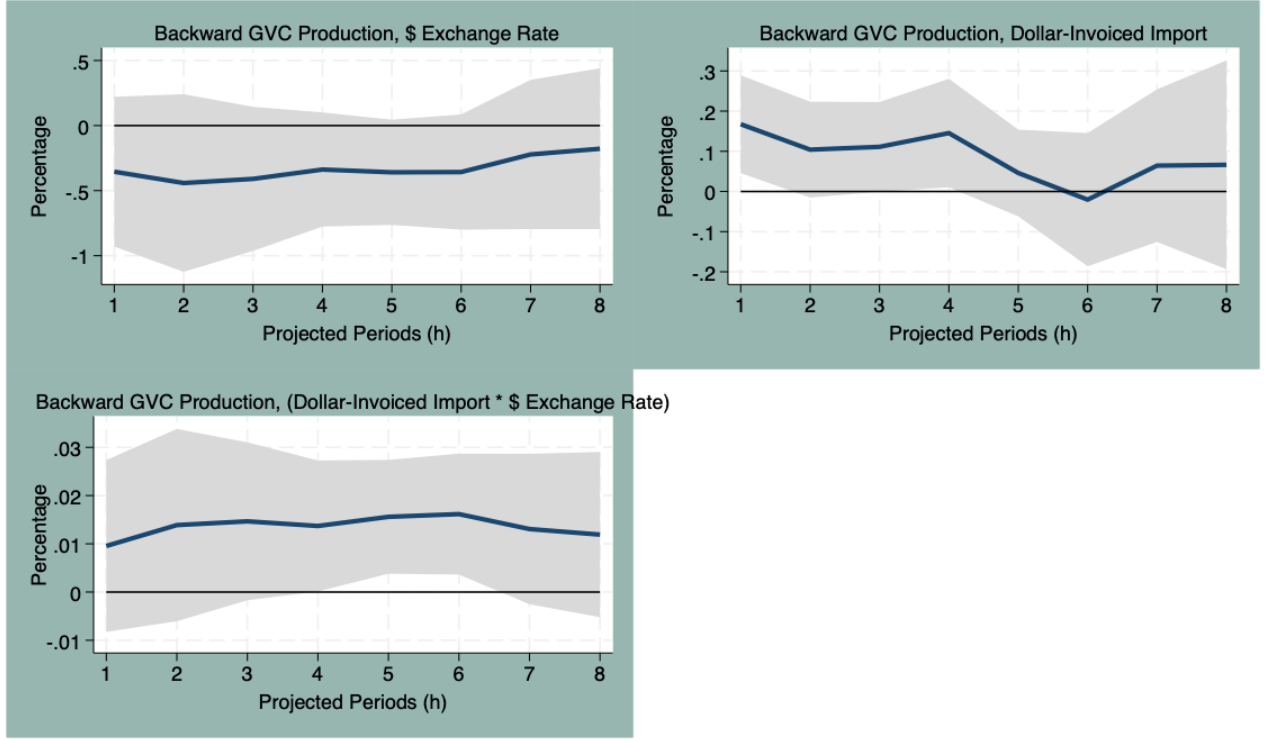 Backward GVC Production, $ Exchange Rate
Percentage
.5
0
-.5
-1
1 2 3 4 5 6 7 8
Projected Periods (h)
Backward GVC Production, Dollar-Invoiced Import
Percentage
.3
.2
.1
0
-.1
-.2
1 2 3 4 5 6 7 8
Projected Periods (h)
Backward GVC Production, (Dollar-Invoiced Import * $ Exchange Rate)
Percentage
.03
.02
.01
0
-.01
1 2 3 4 5 6 7 8
Projected Periods (h)